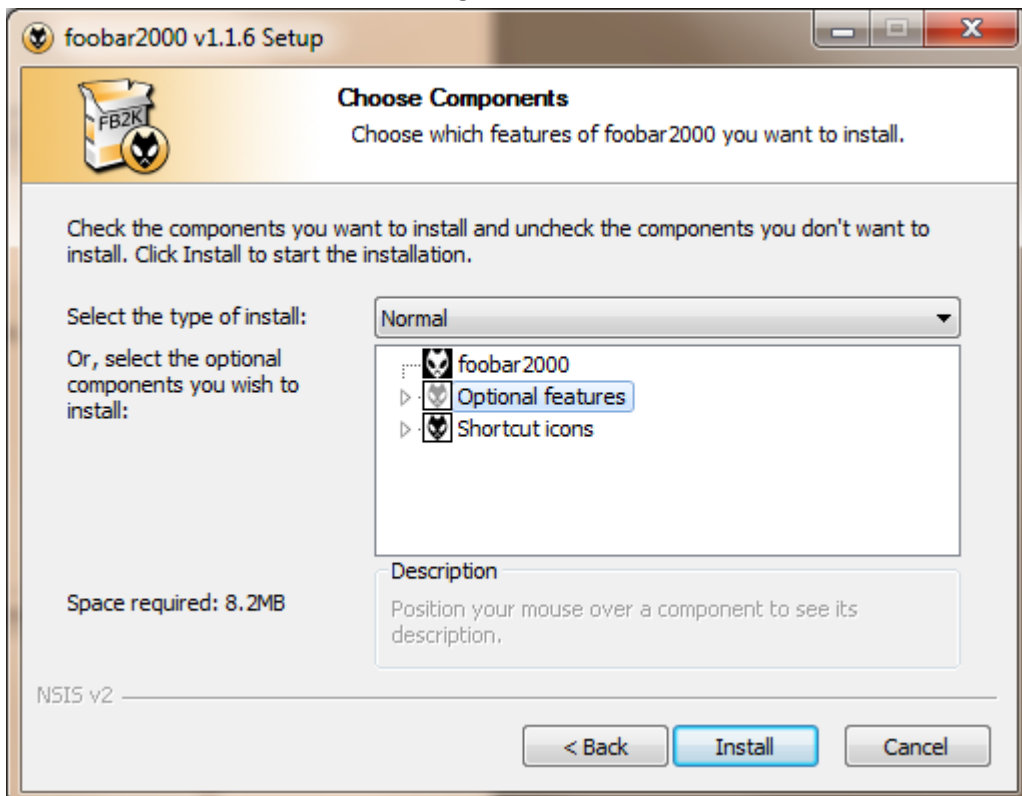 foobar2000 v1.1.6 Setup
FB2K
Choose Components
Choose which features of foobar2000 you want to install.
Check the components you want to install and uncheck the components you don't want to
install. Click Install to start the installation.
Select the type of install:
Normal
Or, select the optional
components you wish to
install:
foobar2000
Optional features
Shortcut icons
Space required: 8.2MB
Description
Position your mouse over a component to see its
description.
NSIS v2
< Back
Install
Cancel